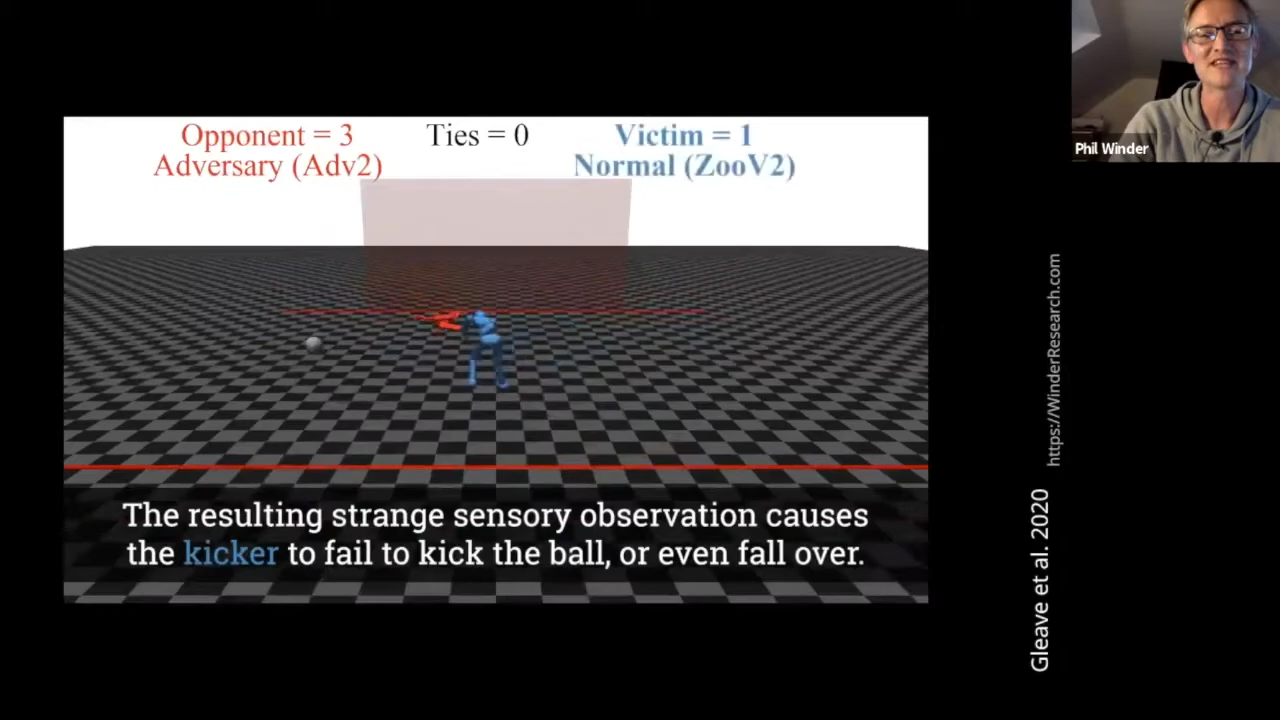 Opponent = 3
Adversary (Adv2)
Ties = 0
Victim = 1
Normal (ZooV2)
The resulting strange sensory observation causes
the kicker to fail to kick the ball, or even fall over.
Phil Winder
https://WinderResearch.com
Gleave et al. 2020